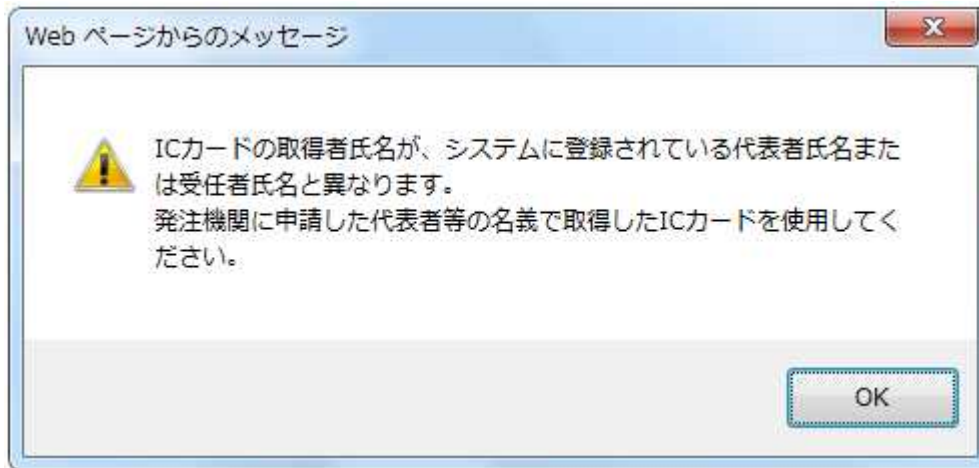 Web ページからのメッセージ
ICカードの取得者氏名が、システムに登録されている代表者氏名また
は受任者氏名と異なります。
発注機関に申請した代表者等の名義で取得したICカードを使用してく
ださい。
OK